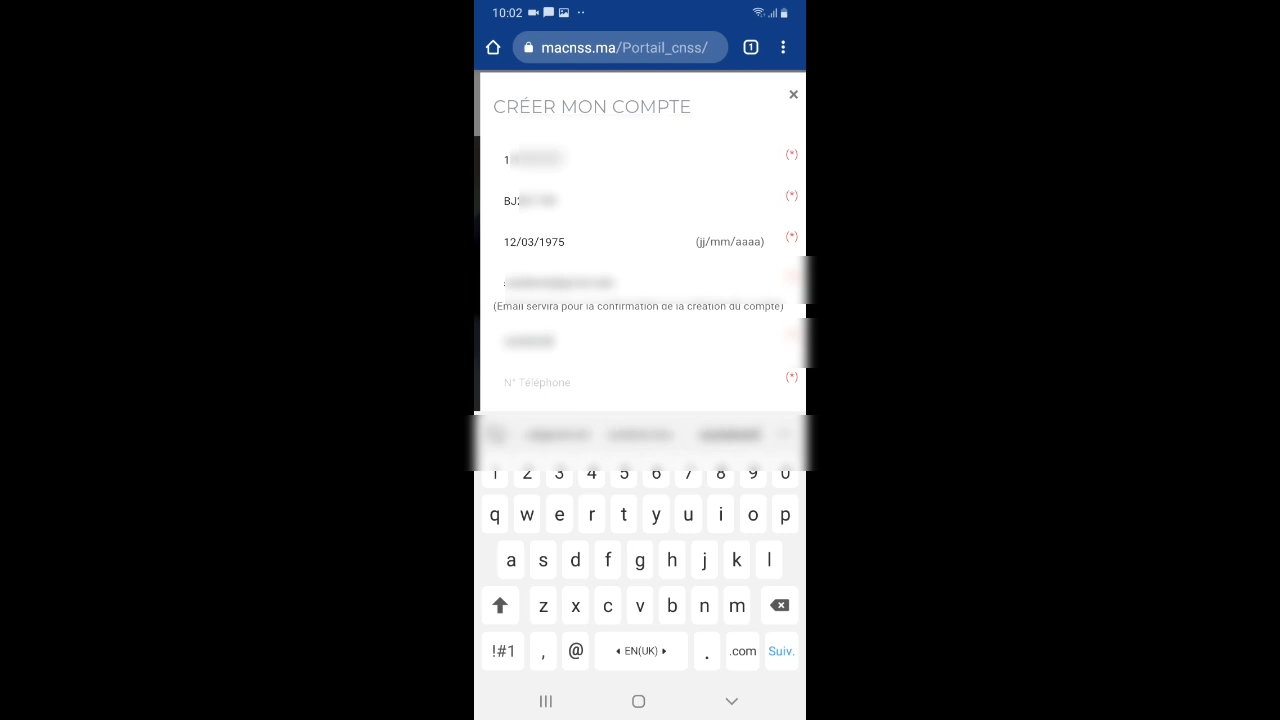 10:02
macnss.ma/Portail_cnss/
1
CRÉER MON COMPTE
1
(*)
BJ2
(*)
12/03/1975
(jj/mm/aaaa)
(*)
(Email servira pour la confirmation de la création du compte)
N° Téléphone
(*)
1 2 3 4 5 6 7 8 9 0
q w e r t y u i o p
a s d f g h j k l
z x c v b n m
!#1 , @ EN(UK) . .com Suiv.